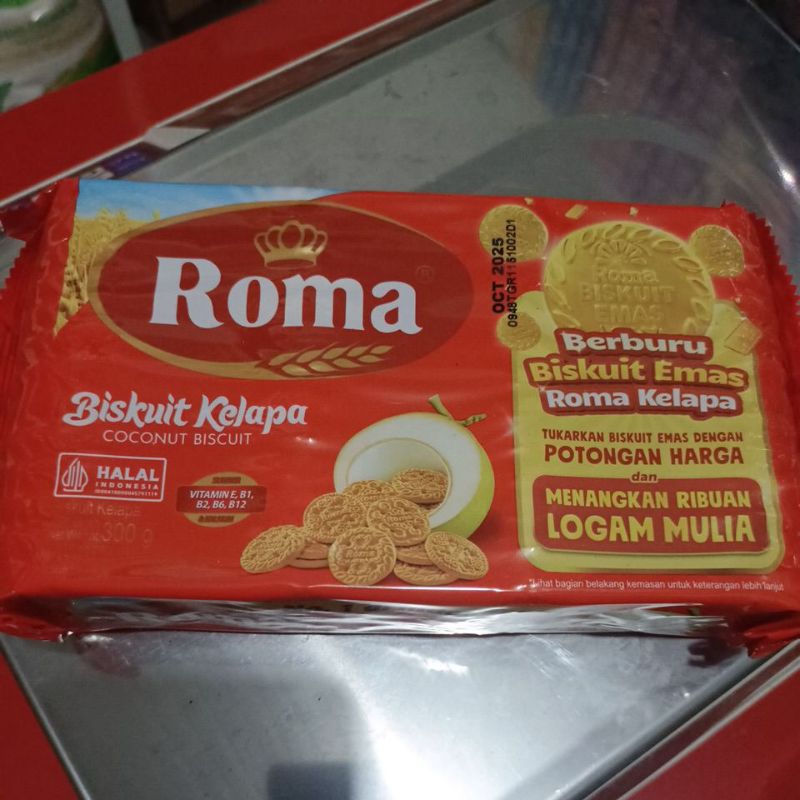 Roma
®
Biskuit Kelapa
COCONUT BISCUIT
HALAL
INDONESIA
VITAMIN E, B1,
B2, B6, B12
300 g
OCT 2025
0948TGR1151002D1
Roma
BISKUIT
EMAS
Berburu
Biskuit Emas
Roma Kelapa
TUKARKAN BISKUIT EMAS DENGAN
POTONGAN HARGA
dan
MENANGKAN RIBUAN
LOGAM MULIA
*Lihat bagian belakang kemasan untuk keterangan lebih lanjut